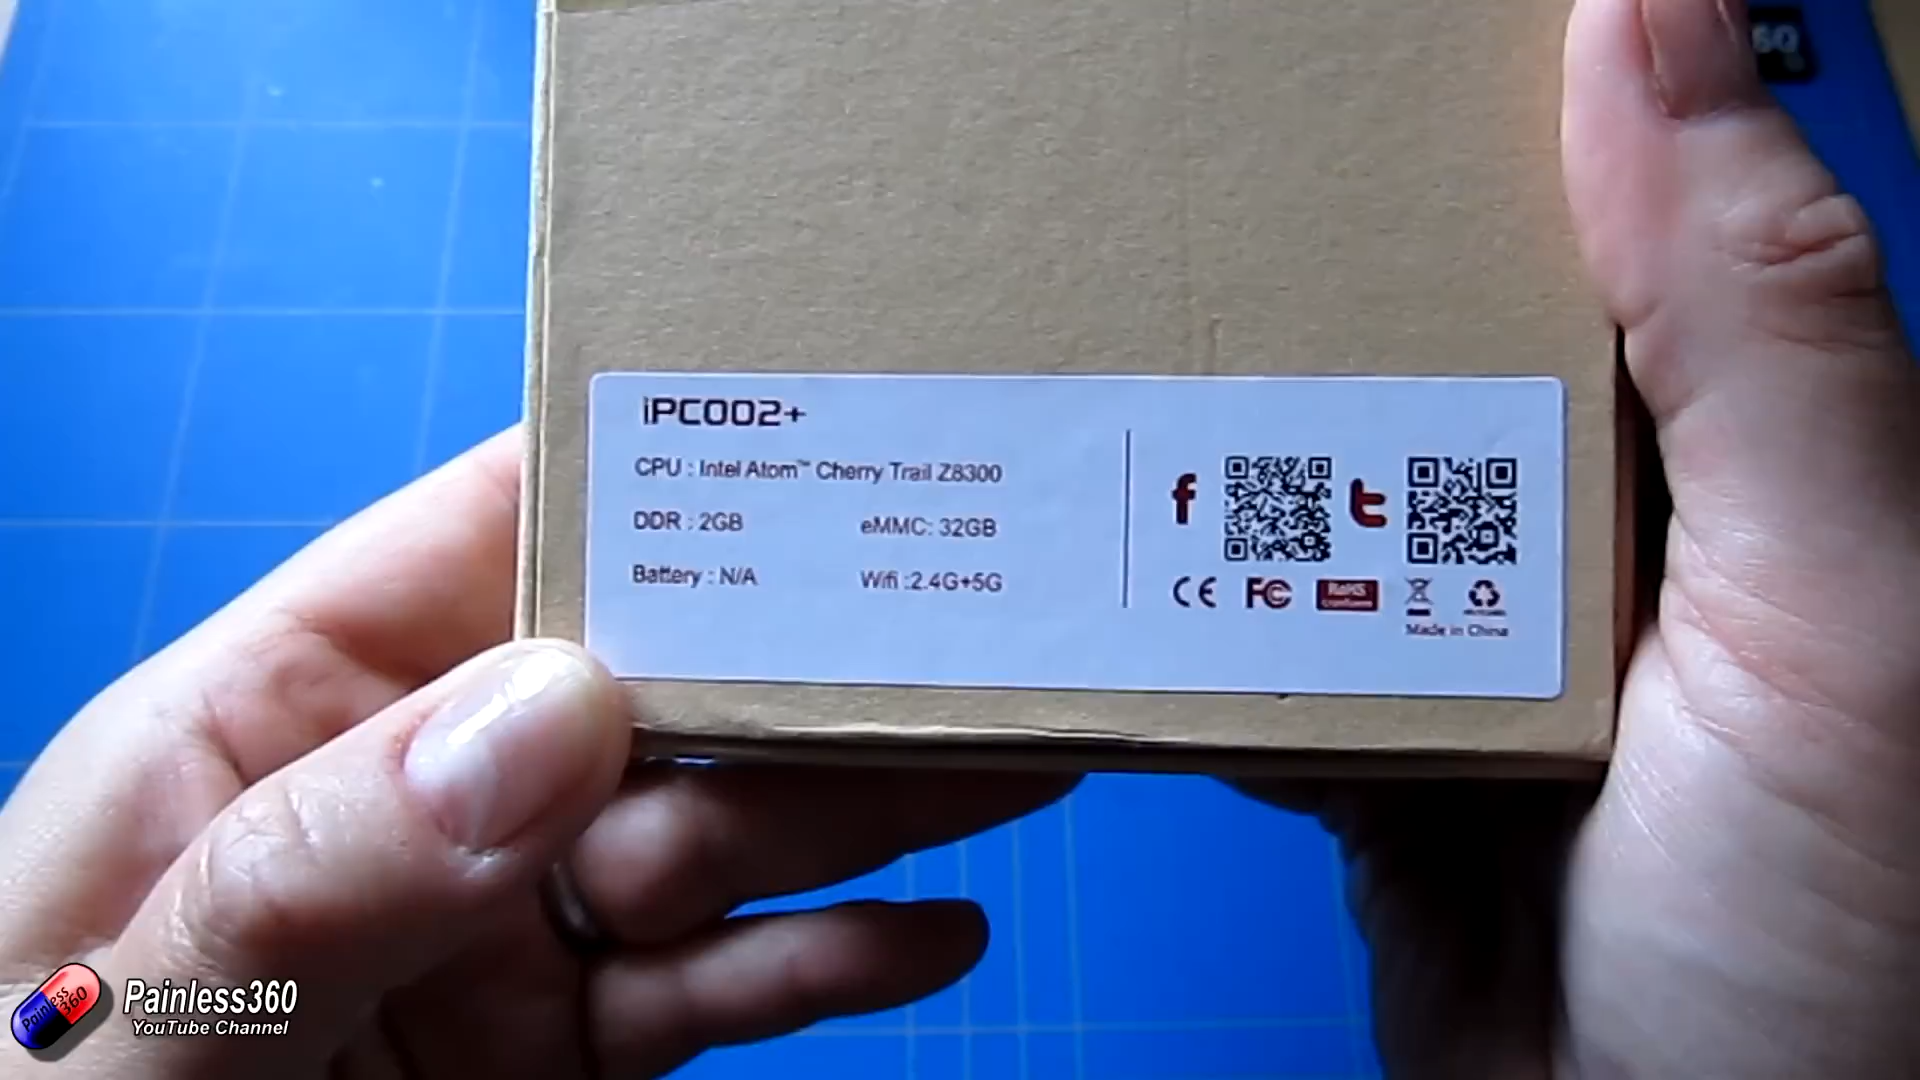 iPC002+
CPU : Intel Atom™ Cherry Trail Z8300
DDR : 2GB
eMMC: 32GB
Battery : N/A
Wifi :2.4G+5G
f
t
CE FC RoHS
Made in China
Painless360
Painless360
YouTube Channel